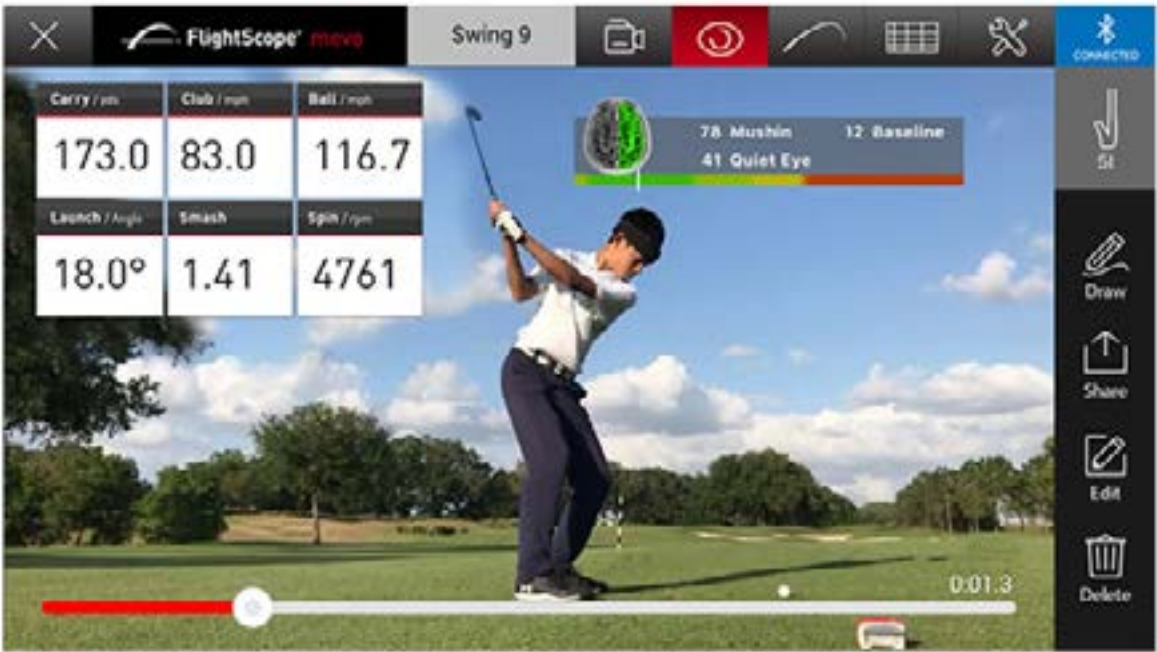 FlightScope® mevo
Swing 9
CONNECTED
Carry / yds
Club / mph
Ball / mph
173.0
83.0
116.7
78 Mushin
12 Baseline
41 Quiet Eye
SI
Launch / Angle
Smash
Spin / rpm
18.0°
1.41
4761
Draw
Share
Edit
0:01.3
Delete